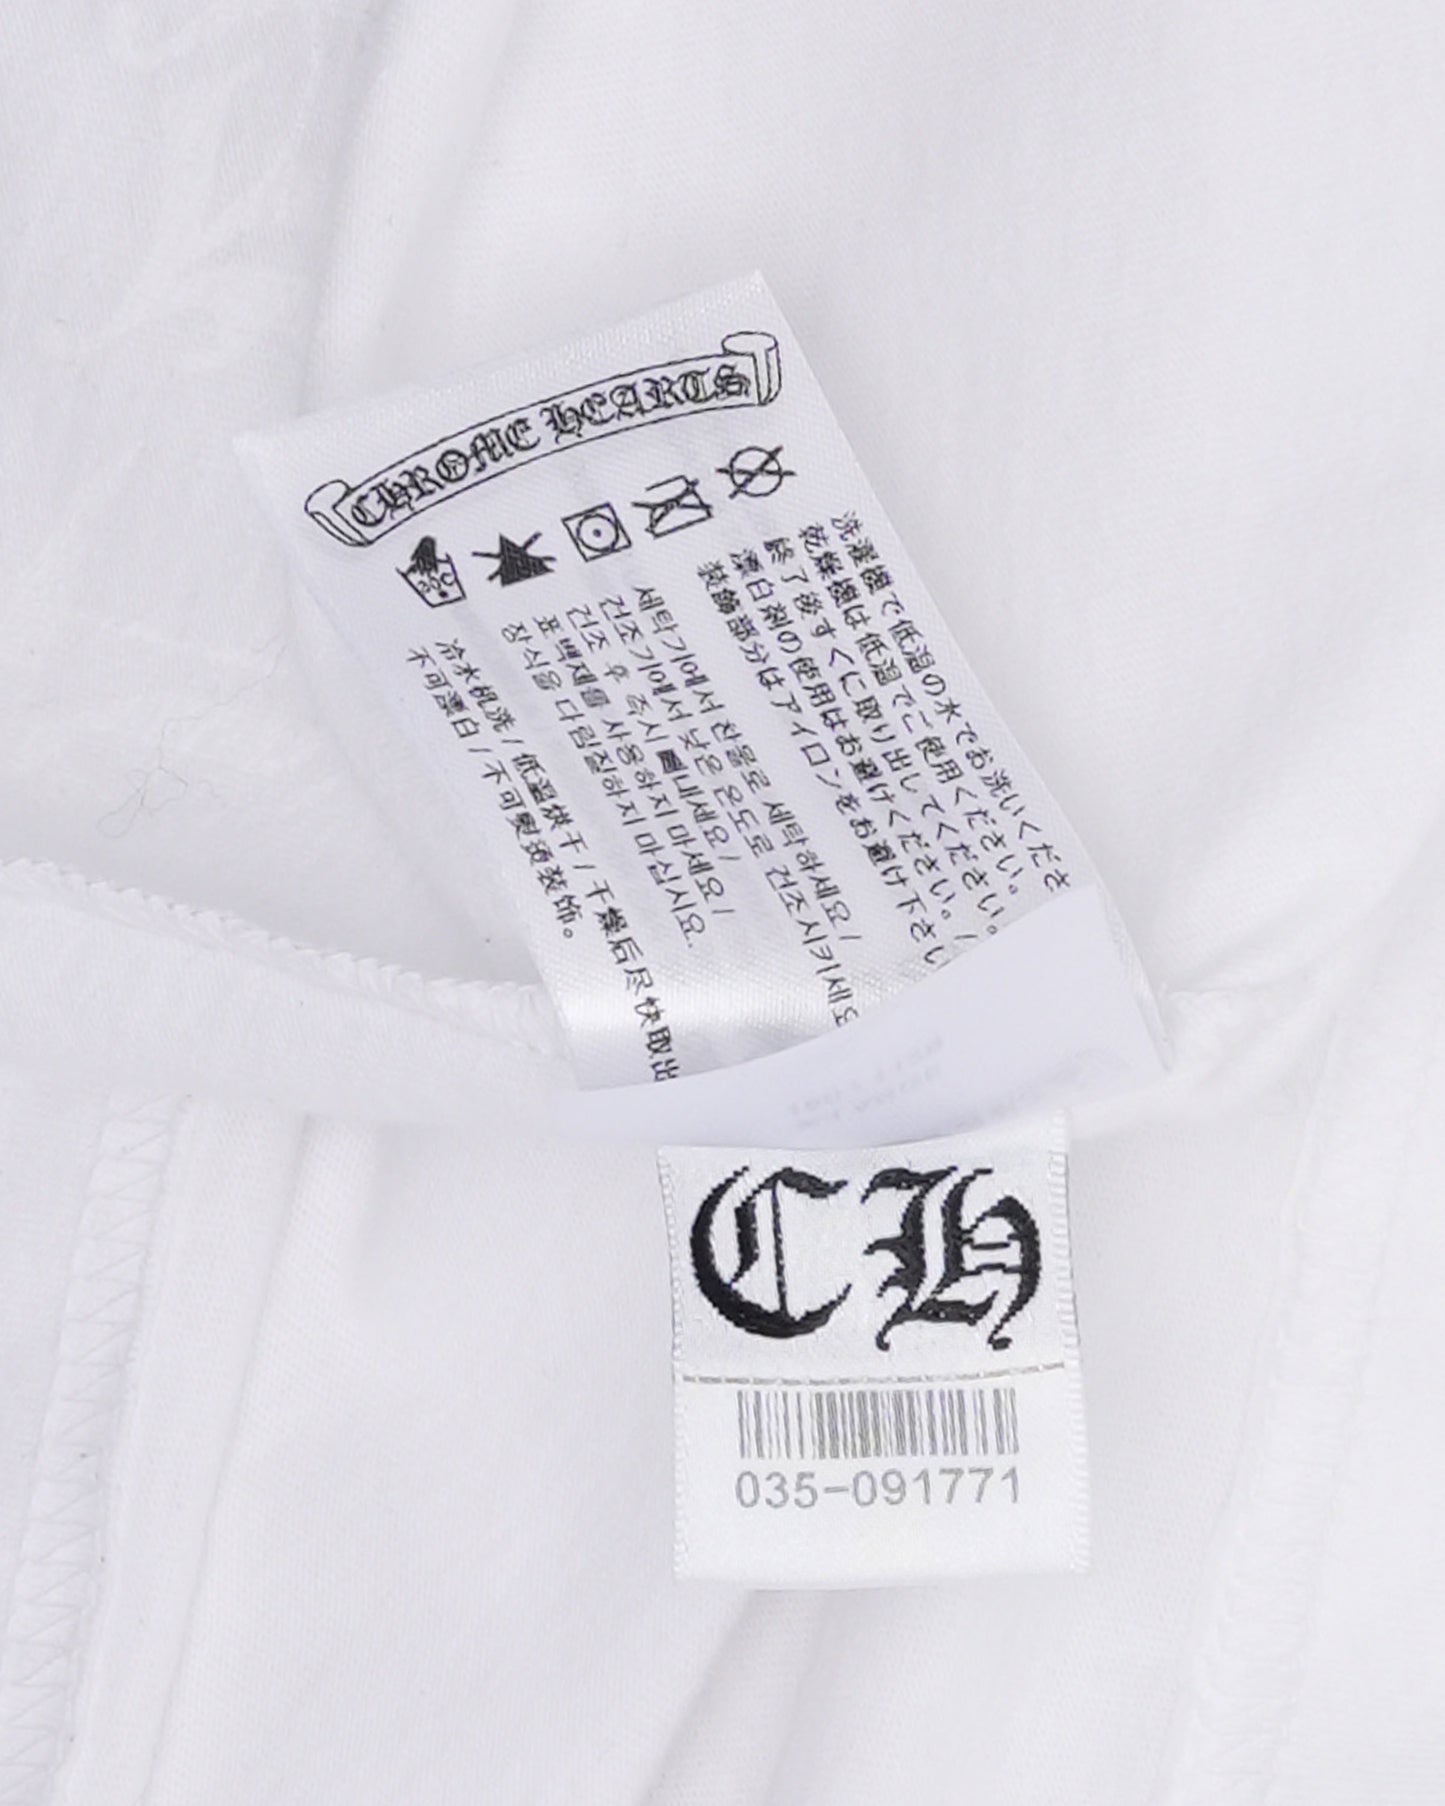 CHROME HEARTS
洗濯機で低温の水でお洗いくださ
乾燥機は低温でご使用ください。
終了後すぐに取り出してください。/
漂白剤の使用はお避けください。/
装飾部分はアイロンをお避け下さい
세탁기에서 찬물로 세탁하세요/
건조기에서 낮은 온도로 건조시키세요
건조 후 즉시 빼내세요/
표백제를 사용하지 마세요/
장식을 다림질하지 마십시요.
冷水机洗/低温烘干/干燥后尽快取出
不可漂白/不可熨烫装饰。
CH
035-091771